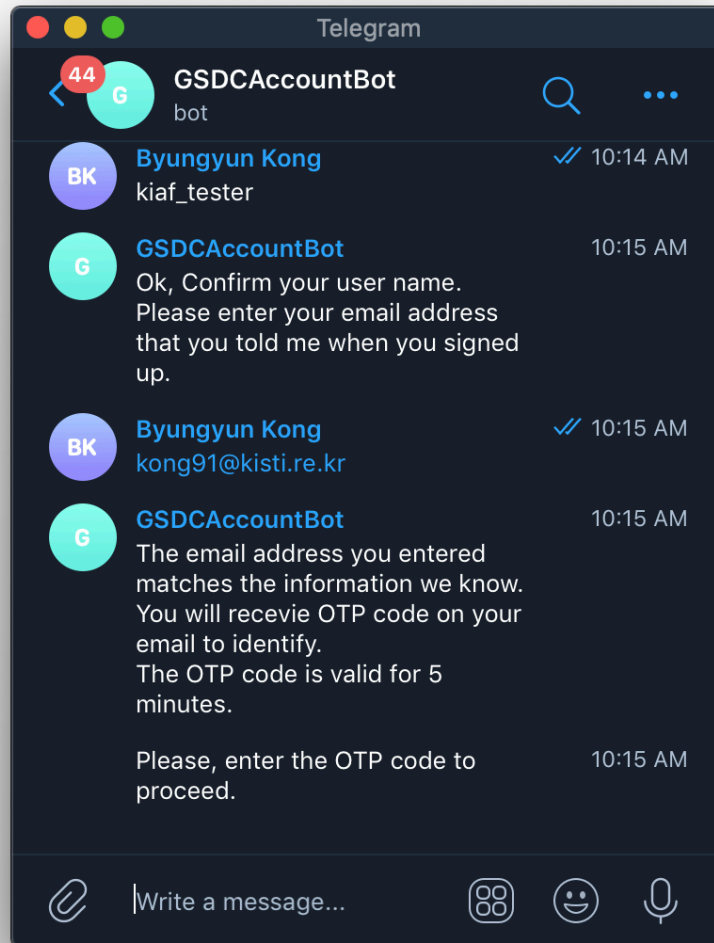 Telegram
44
G
GSDCAccountBot
bot
BK
Byungyun Kong
10:14 AM
kiaf_tester
G
GSDCAccountBot
10:15 AM
Ok, Confirm your user name.
Please enter your email address
that you told me when you signed
up.
BK
Byungyun Kong
10:15 AM
kong91@kisti.re.kr
G
GSDCAccountBot
10:15 AM
The email address you entered
matches the information we know.
You will recevie OTP code on your
email to identify.
The OTP code is valid for 5
minutes.
Please, enter the OTP code to
10:15 AM
proceed.
Write a message...